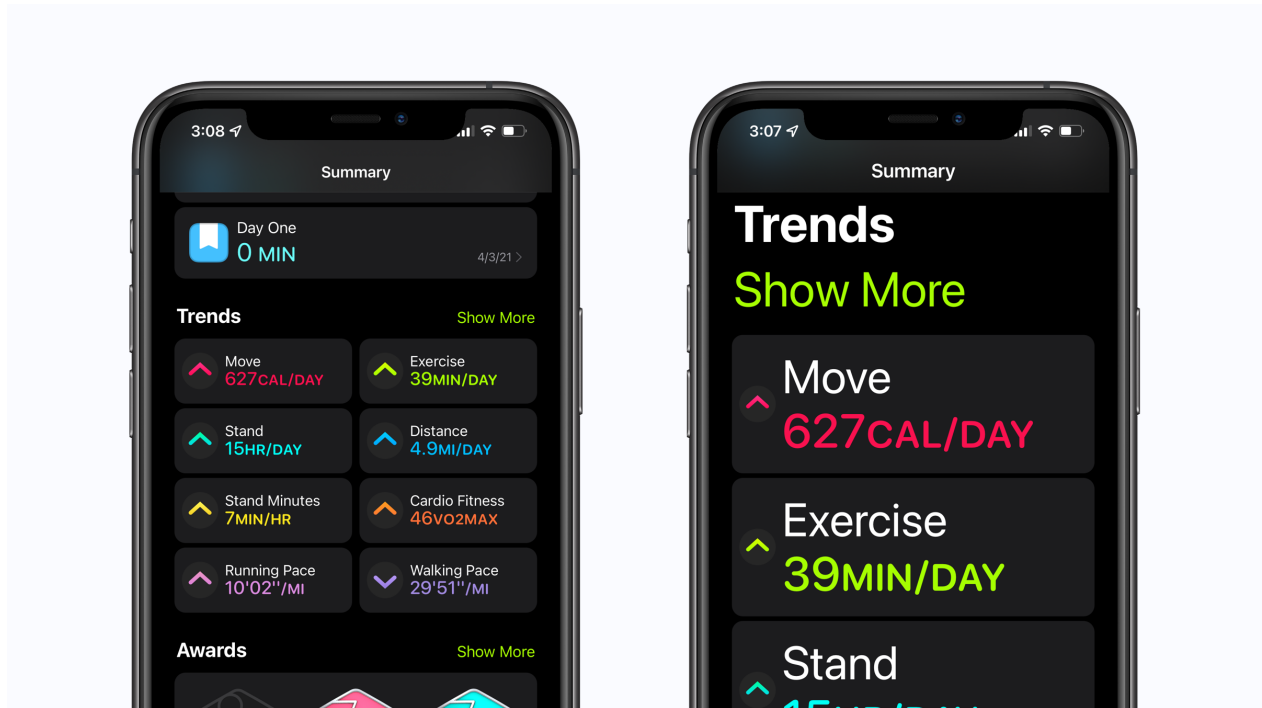 3:08
Summary
Day One
0 MIN
4/3/21
Trends
Show More
Move
627CAL/DAY
Exercise
39MIN/DAY
Stand
15HR/DAY
Distance
4.9MI/DAY
Stand Minutes
7MIN/HR
Cardio Fitness
46VO2MAX
Running Pace
10'02''/MI
Walking Pace
29'51''/MI
Awards
Show More
3:07
Summary
Trends
Show More
Move
627CAL/DAY
Exercise
39MIN/DAY
Stand
15HR/DAY